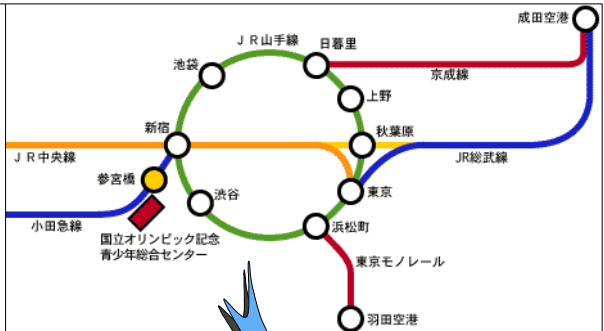 成田空港
ＪＲ山手線
日暮里
池袋
京成線
上野
新宿
秋葉原
ＪＲ中央線
JR総武線
参宮橋
渋谷
東京
小田急線
浜松町
国立オリンピック記念
青少年総合センター
東京モノレール
羽田空港